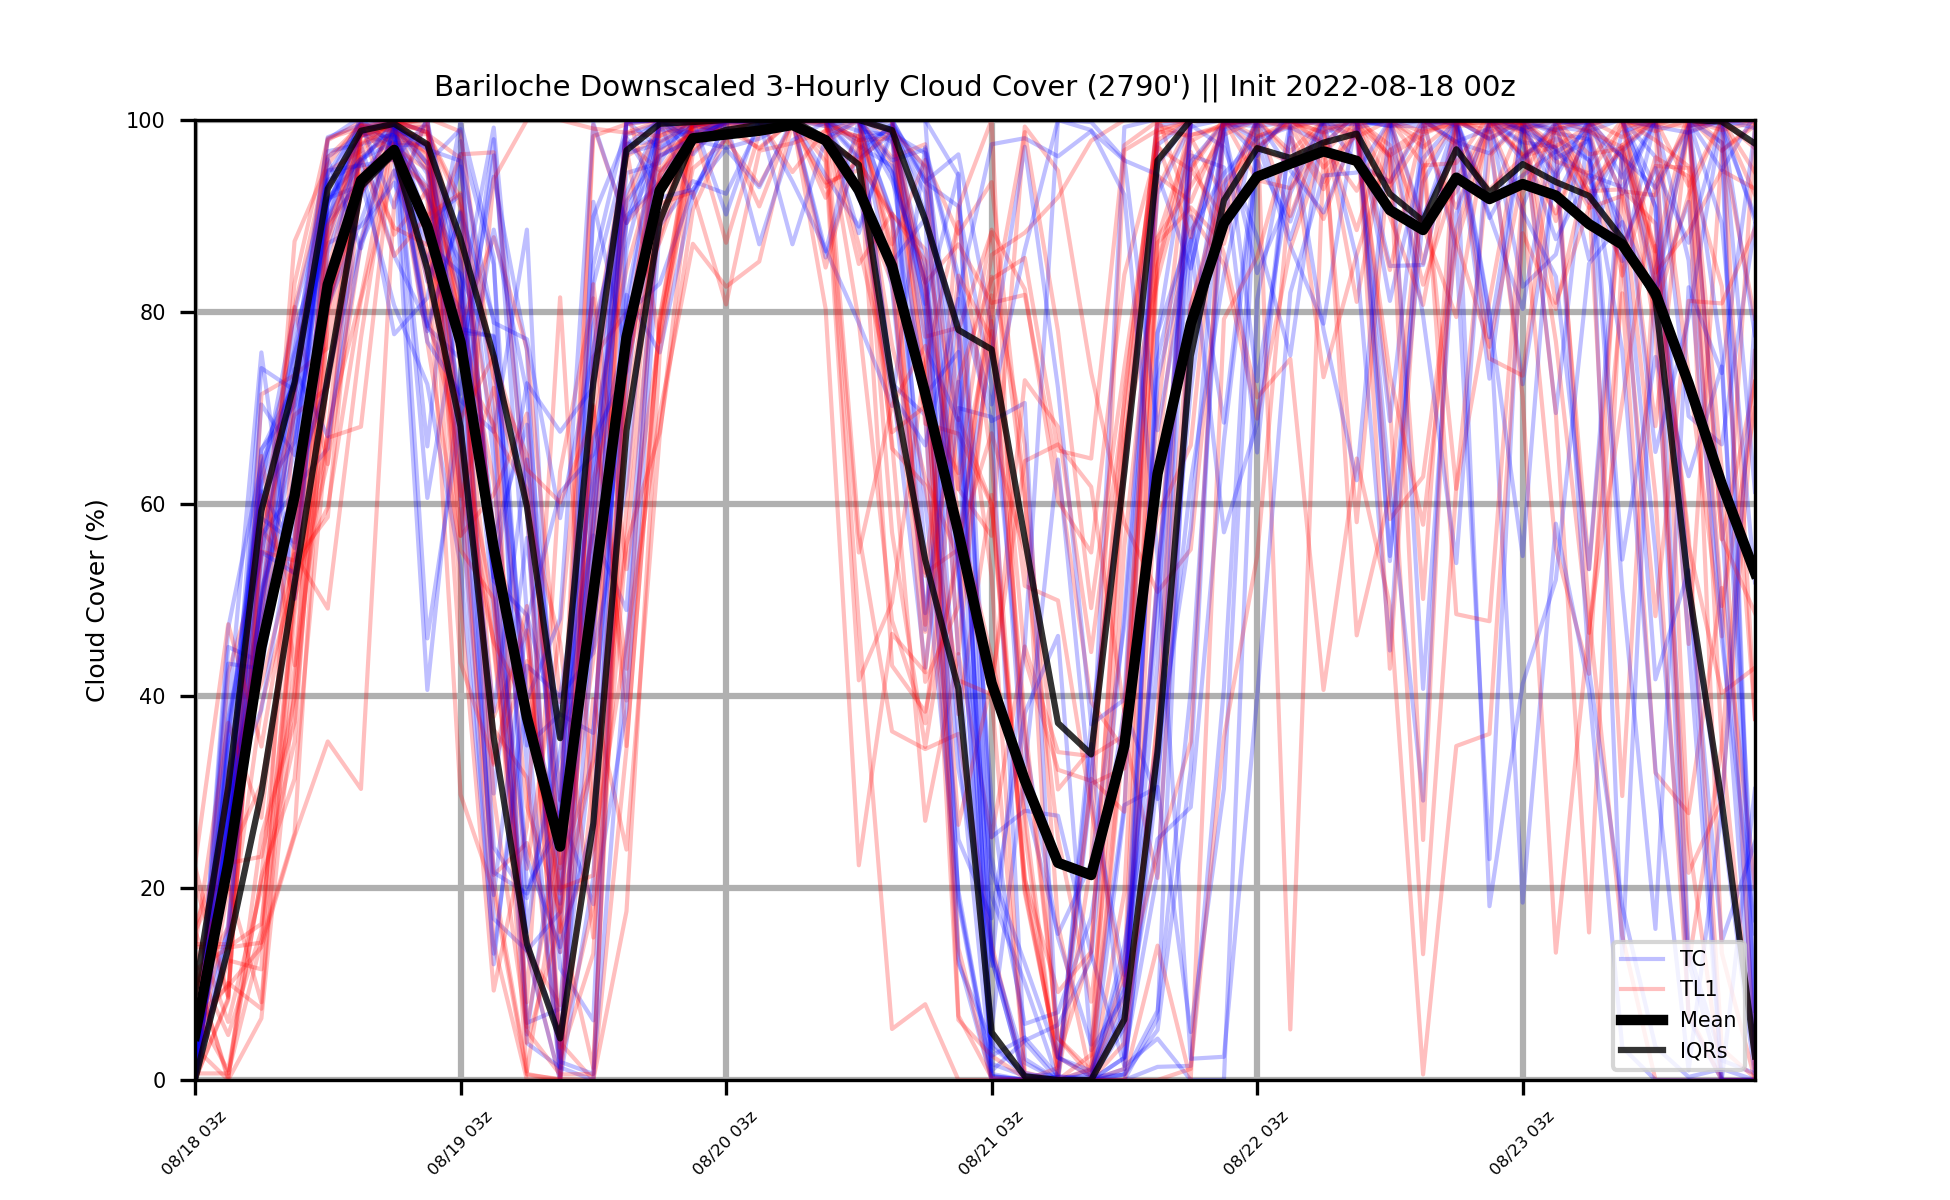 Bariloche Downscaled 3-Hourly Cloud Cover (2790') || Init 2022-08-18 00z
Cloud Cover (%)
100
80
60
40
20
0
TC
TL1
Mean
IQRs
08/18 03z
08/19 03z
08/20 03z
08/21 03z
08/22 03z
08/23 03z